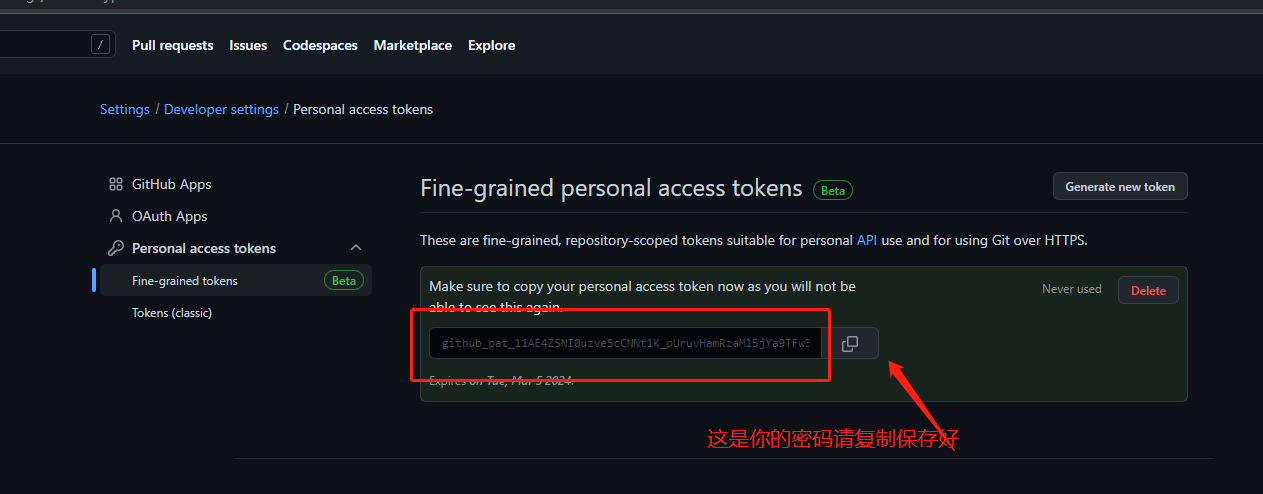 / Pull requests Issues Codespaces Marketplace Explore
Settings / Developer settings / Personal access tokens
GitHub Apps
OAuth Apps
Personal access tokens
Fine-grained tokens Beta
Tokens (classic)
Fine-grained personal access tokens Beta
Generate new token
These are fine-grained, repository-scoped tokens suitable for personal API use and for using Git over HTTPS.
Make sure to copy your personal access token now as you will not be
able to see this again.
Never used
Delete
github_pat_11AE4ZSNI0uzve5cCNNt1K_pUruvHamRzaMl5jYa9TFw3
Expires on Tue, Mar 5 2024.
这是你的密码请复制保存好